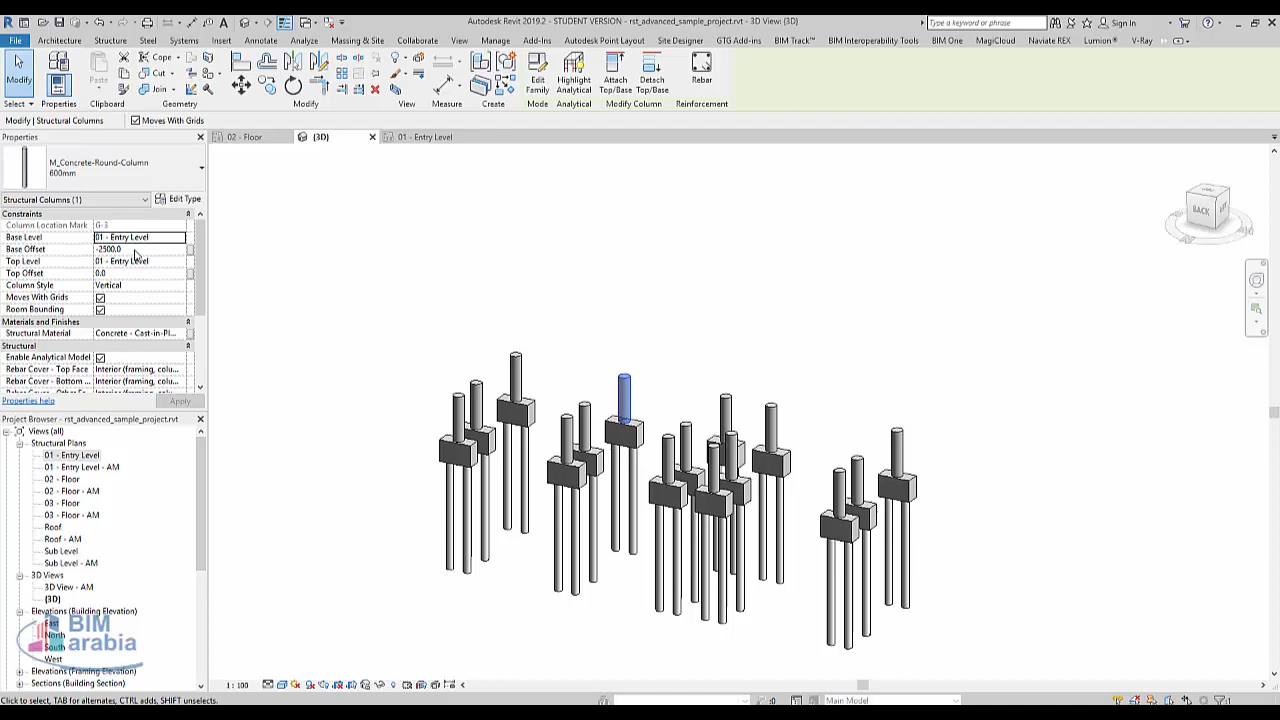 Autodesk Revit 2019.2 - STUDENT VERSION - rst_advanced_sample_project.rvt - 3D View: {3D}
Type a keyword or phrase
Sign In
File Architecture Structure Steel Systems Insert Annotate Analyze Massing & Site Collaborate View Manage Add-Ins Autodesk Point Layout Site Designer RTG Add-Ins BIM Track™ BIM Interoperability Tools BIM One MagiCloud Naviate REX Lumion® V-Ray
Cope
Cut
Join
Modify
Paste
Edit Family
Highlight Analytical
Attach Top/Base
Detach Top/Base
Rebar
Select Properties Clipboard Geometry Modify View Measure Create Mode Analytical Modify Column Reinforcement
Modify | Structural Columns Moves With Grids
Properties
02 - Floor
{3D}
01 - Entry Level
M_Concrete-Round-Column
600mm
Structural Columns (1)
Edit Type
Constraints
Column Location Mark G-3
Base Level 01 - Entry Level
Base Offset -2500.0
Top Level 01 - Entry Level
Top Offset 0.0
Column Style Vertical
Moves With Grids
Room Bounding
Materials and Finishes
Structural Material Concrete - Cast-in-Pl...
Structural
Enable Analytical Model
Rebar Cover - Top Face Interior (framing, colu...
Rebar Cover - Bottom ... Interior (framing, colu...
Properties help
Apply
Project Browser - rst_advanced_sample_project.rvt
Views (all)
Structural Plans
01 - Entry Level
01 - Entry Level - AM
02 - Floor
02 - Floor - AM
03 - Floor
03 - Floor - AM
Roof
Roof - AM
Sub Level
Sub Level - AM
3D Views
3D View - AM
{3D}
Elevations (Building Elevation)
East
North
South
West
Elevations (Framing Elevation)
Sections (Building Section)
BIM
arabia
BACK
1 : 100
Click to select, TAB for alternates, CTRL adds, SHIFT unselects.
:0
Main Model
:1